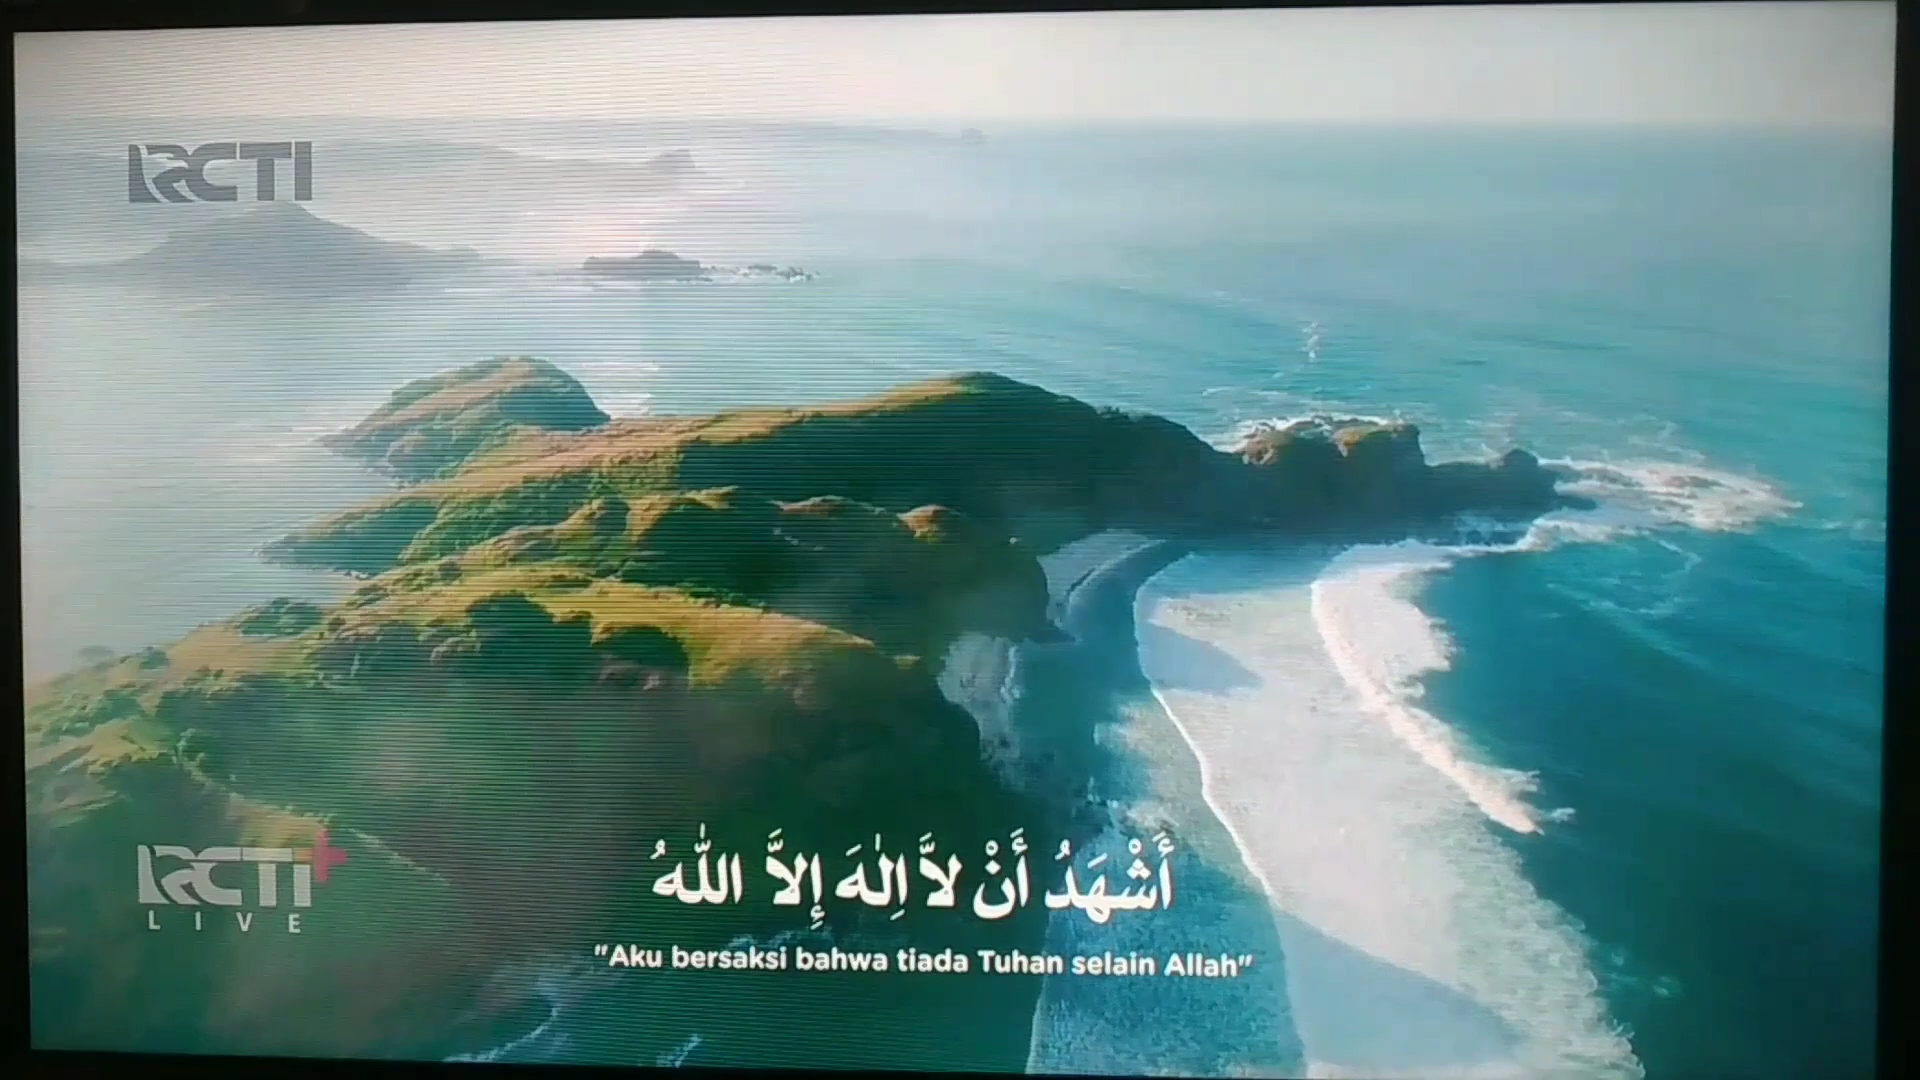 RCTI
أَشْهَدُ أَنْ لاَّ اِلٰهَ إِلاَّ اللّٰهُ
"Aku bersaksi bahwa tiada Tuhan selain Allah"
RCTI+
LIVE